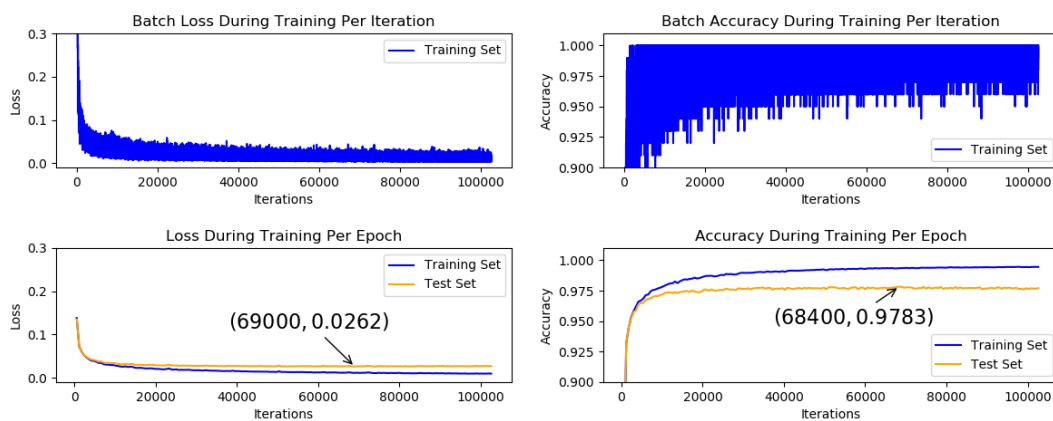 Batch Loss During Training Per Iteration
0.3
0.2
0.1
0.0
Loss
Training Set
0 20000 40000 60000 80000 100000
Iterations
Batch Accuracy During Training Per Iteration
1.000
0.975
0.950
0.925
0.900
Accuracy
Training Set
0 20000 40000 60000 80000 100000
Iterations
Loss During Training Per Epoch
0.3
0.2
0.1
0.0
Loss
Training Set
Test Set
(69000, 0.0262)
0 20000 40000 60000 80000 100000
Iterations
Accuracy During Training Per Epoch
1.000
0.975
0.950
0.925
0.900
Accuracy
(68400, 0.9783)
Training Set
Test Set
0 20000 40000 60000 80000 100000
Iterations